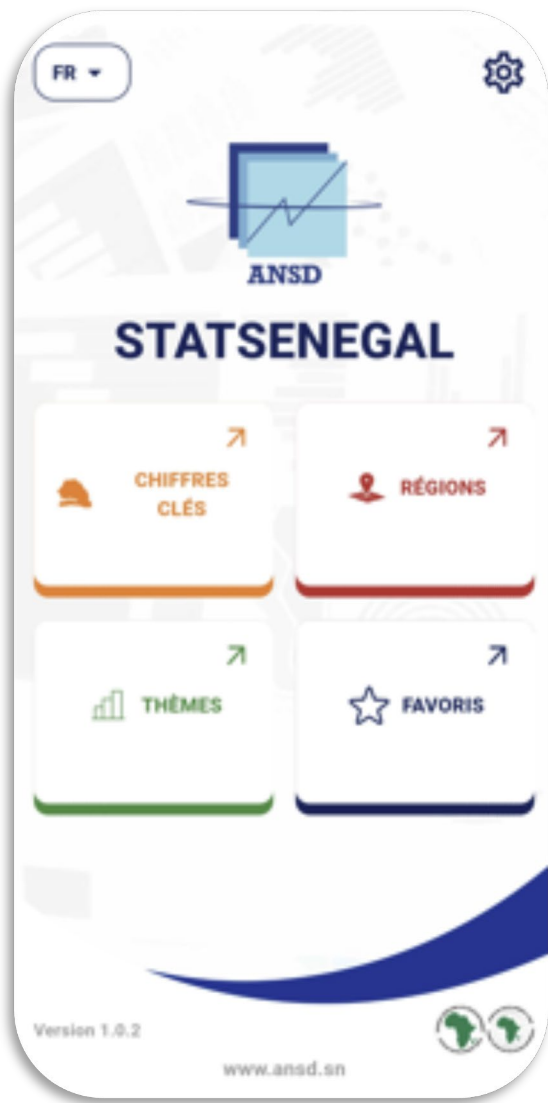 FR
ANSD
STATSENEGAL
CHIFFRES
CLÉS
RÉGIONS
THÈMES
FAVORIS
Version 1.0.2
www.ansd.sn